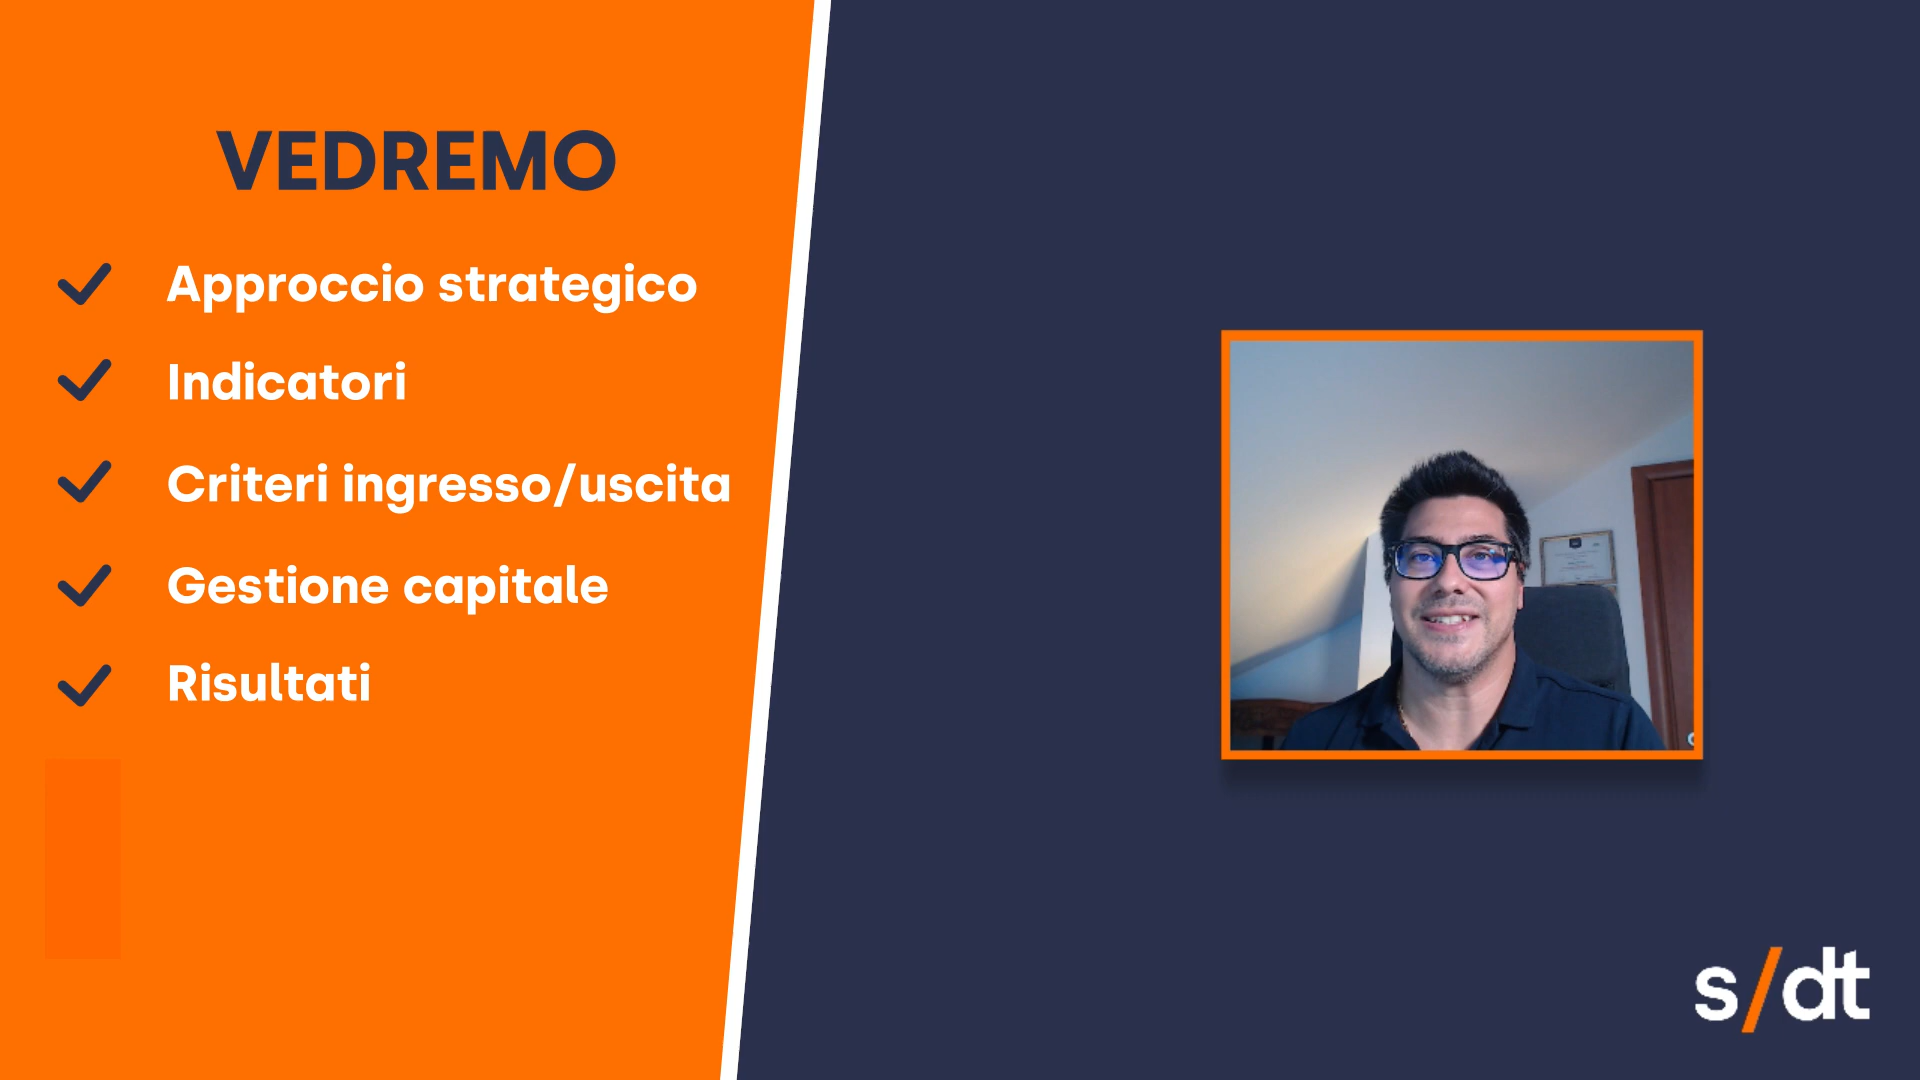 VEDREMO
Approccio strategico
Indicatori
Criteri ingresso/uscita
Gestione capitale
Risultati
s/dt